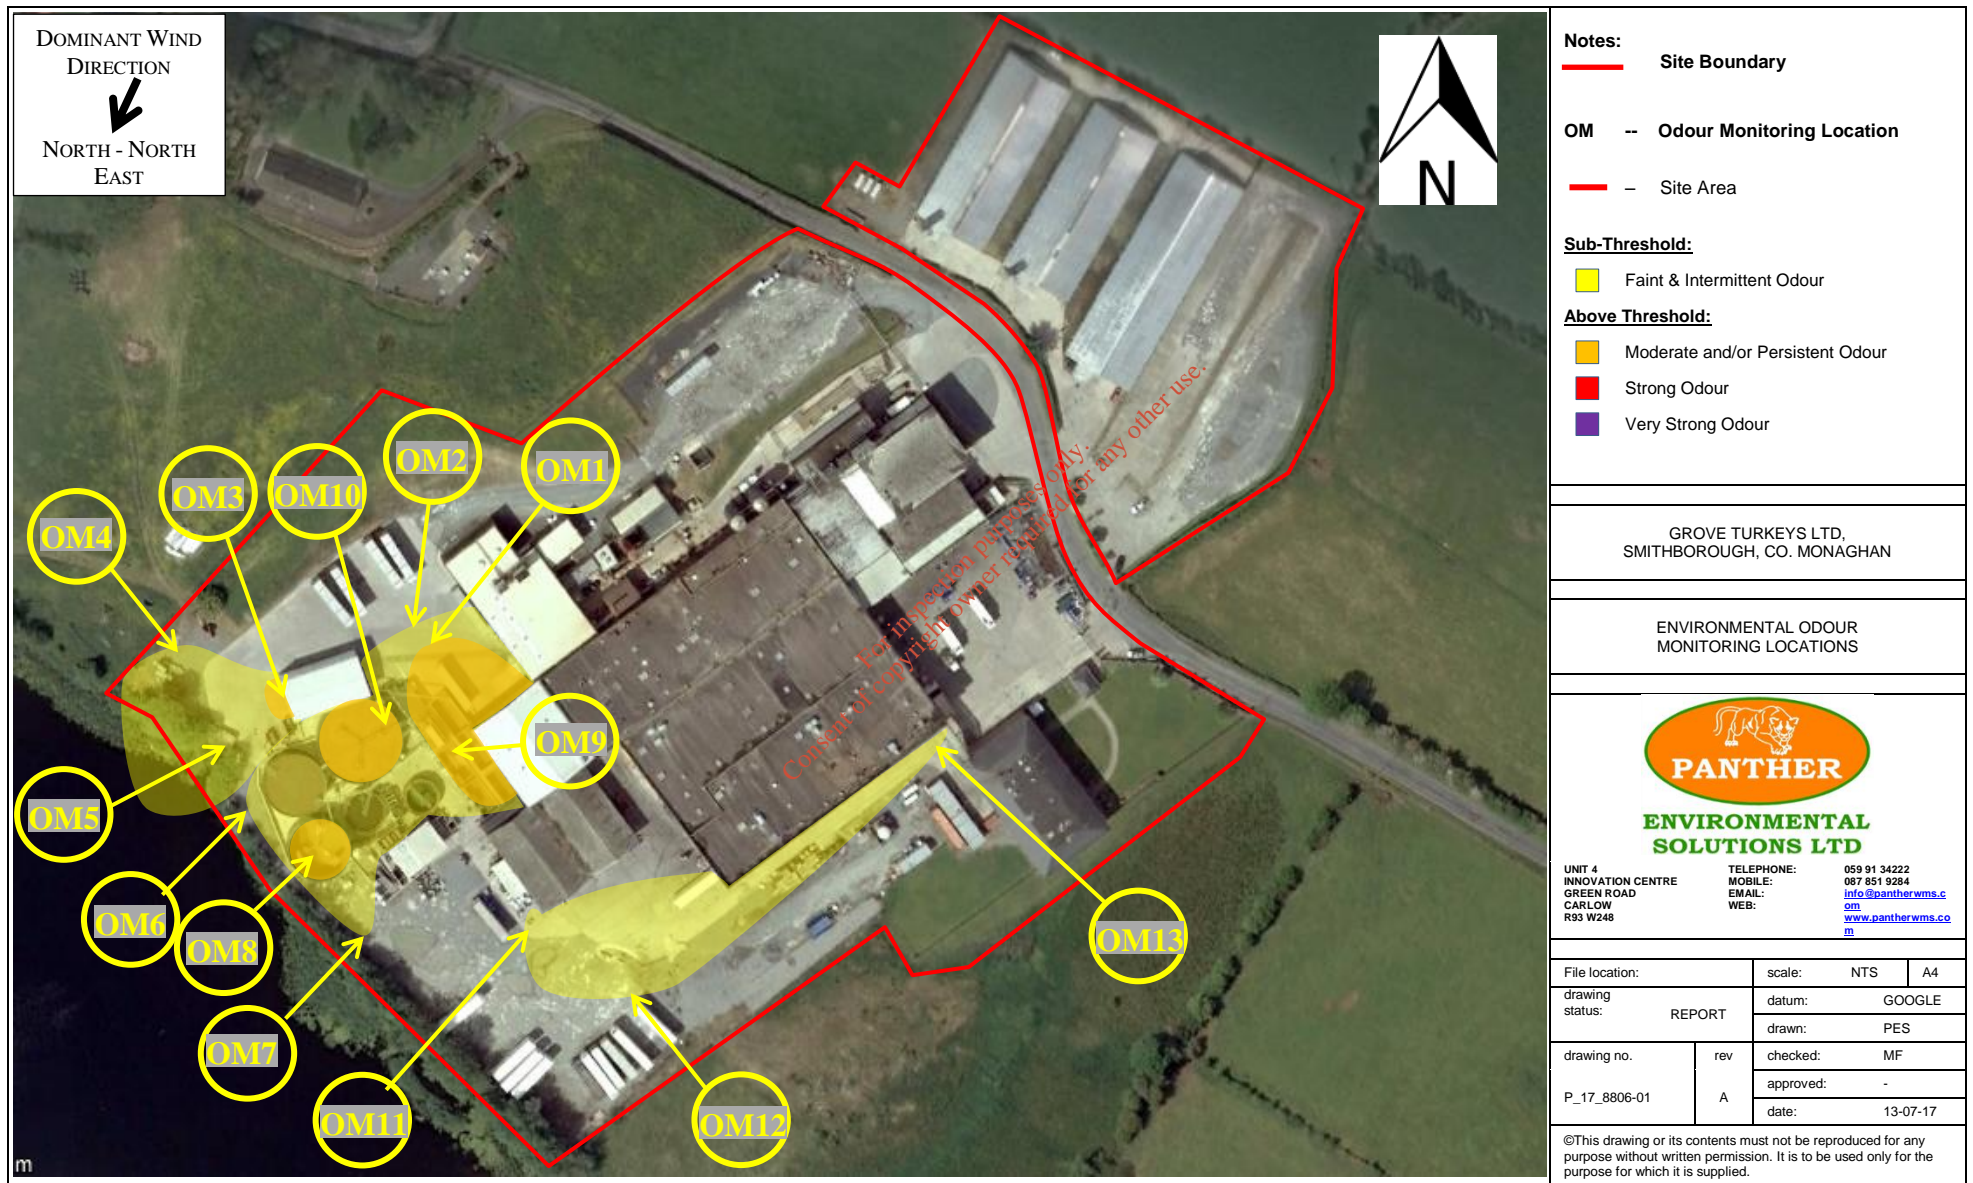 DOMINANT WIND
DIRECTION
NORTH - NORTH
EAST
N
OM1
OM2
OM10
OM3
OM4
OM5
OM6
OM8
OM7
OM9
OM11
OM12
OM13
For inspection purposes only.
Consent of copyright owner required for any other use.
m
Notes:
Site Boundary
OM -- Odour Monitoring Location
– Site Area
Sub-Threshold:
Faint & Intermittent Odour
Above Threshold:
Moderate and/or Persistent Odour
Strong Odour
Very Strong Odour
GROVE TURKEYS LTD,
SMITHBOROUGH, CO. MONAGHAN
ENVIRONMENTAL ODOUR
MONITORING LOCATIONS
PANTHER
ENVIRONMENTAL
SOLUTIONS LTD
UNIT 4
INNOVATION CENTRE
GREEN ROAD
CARLOW
R93 W248
TELEPHONE: 059 91 34222
MOBILE: 087 851 9284
EMAIL: info@pantherwms.c
om
WEB: www.pantherwms.co
m
File location:
scale: NTS A4
drawing
status: REPORT
datum: GOOGLE
drawn: PES
drawing no. rev
checked: MF
approved: -
P_17_8806-01 A
date: 13-07-17
©This drawing or its contents must not be reproduced for any
purpose without written permission. It is to be used only for the
purpose for which it is supplied.